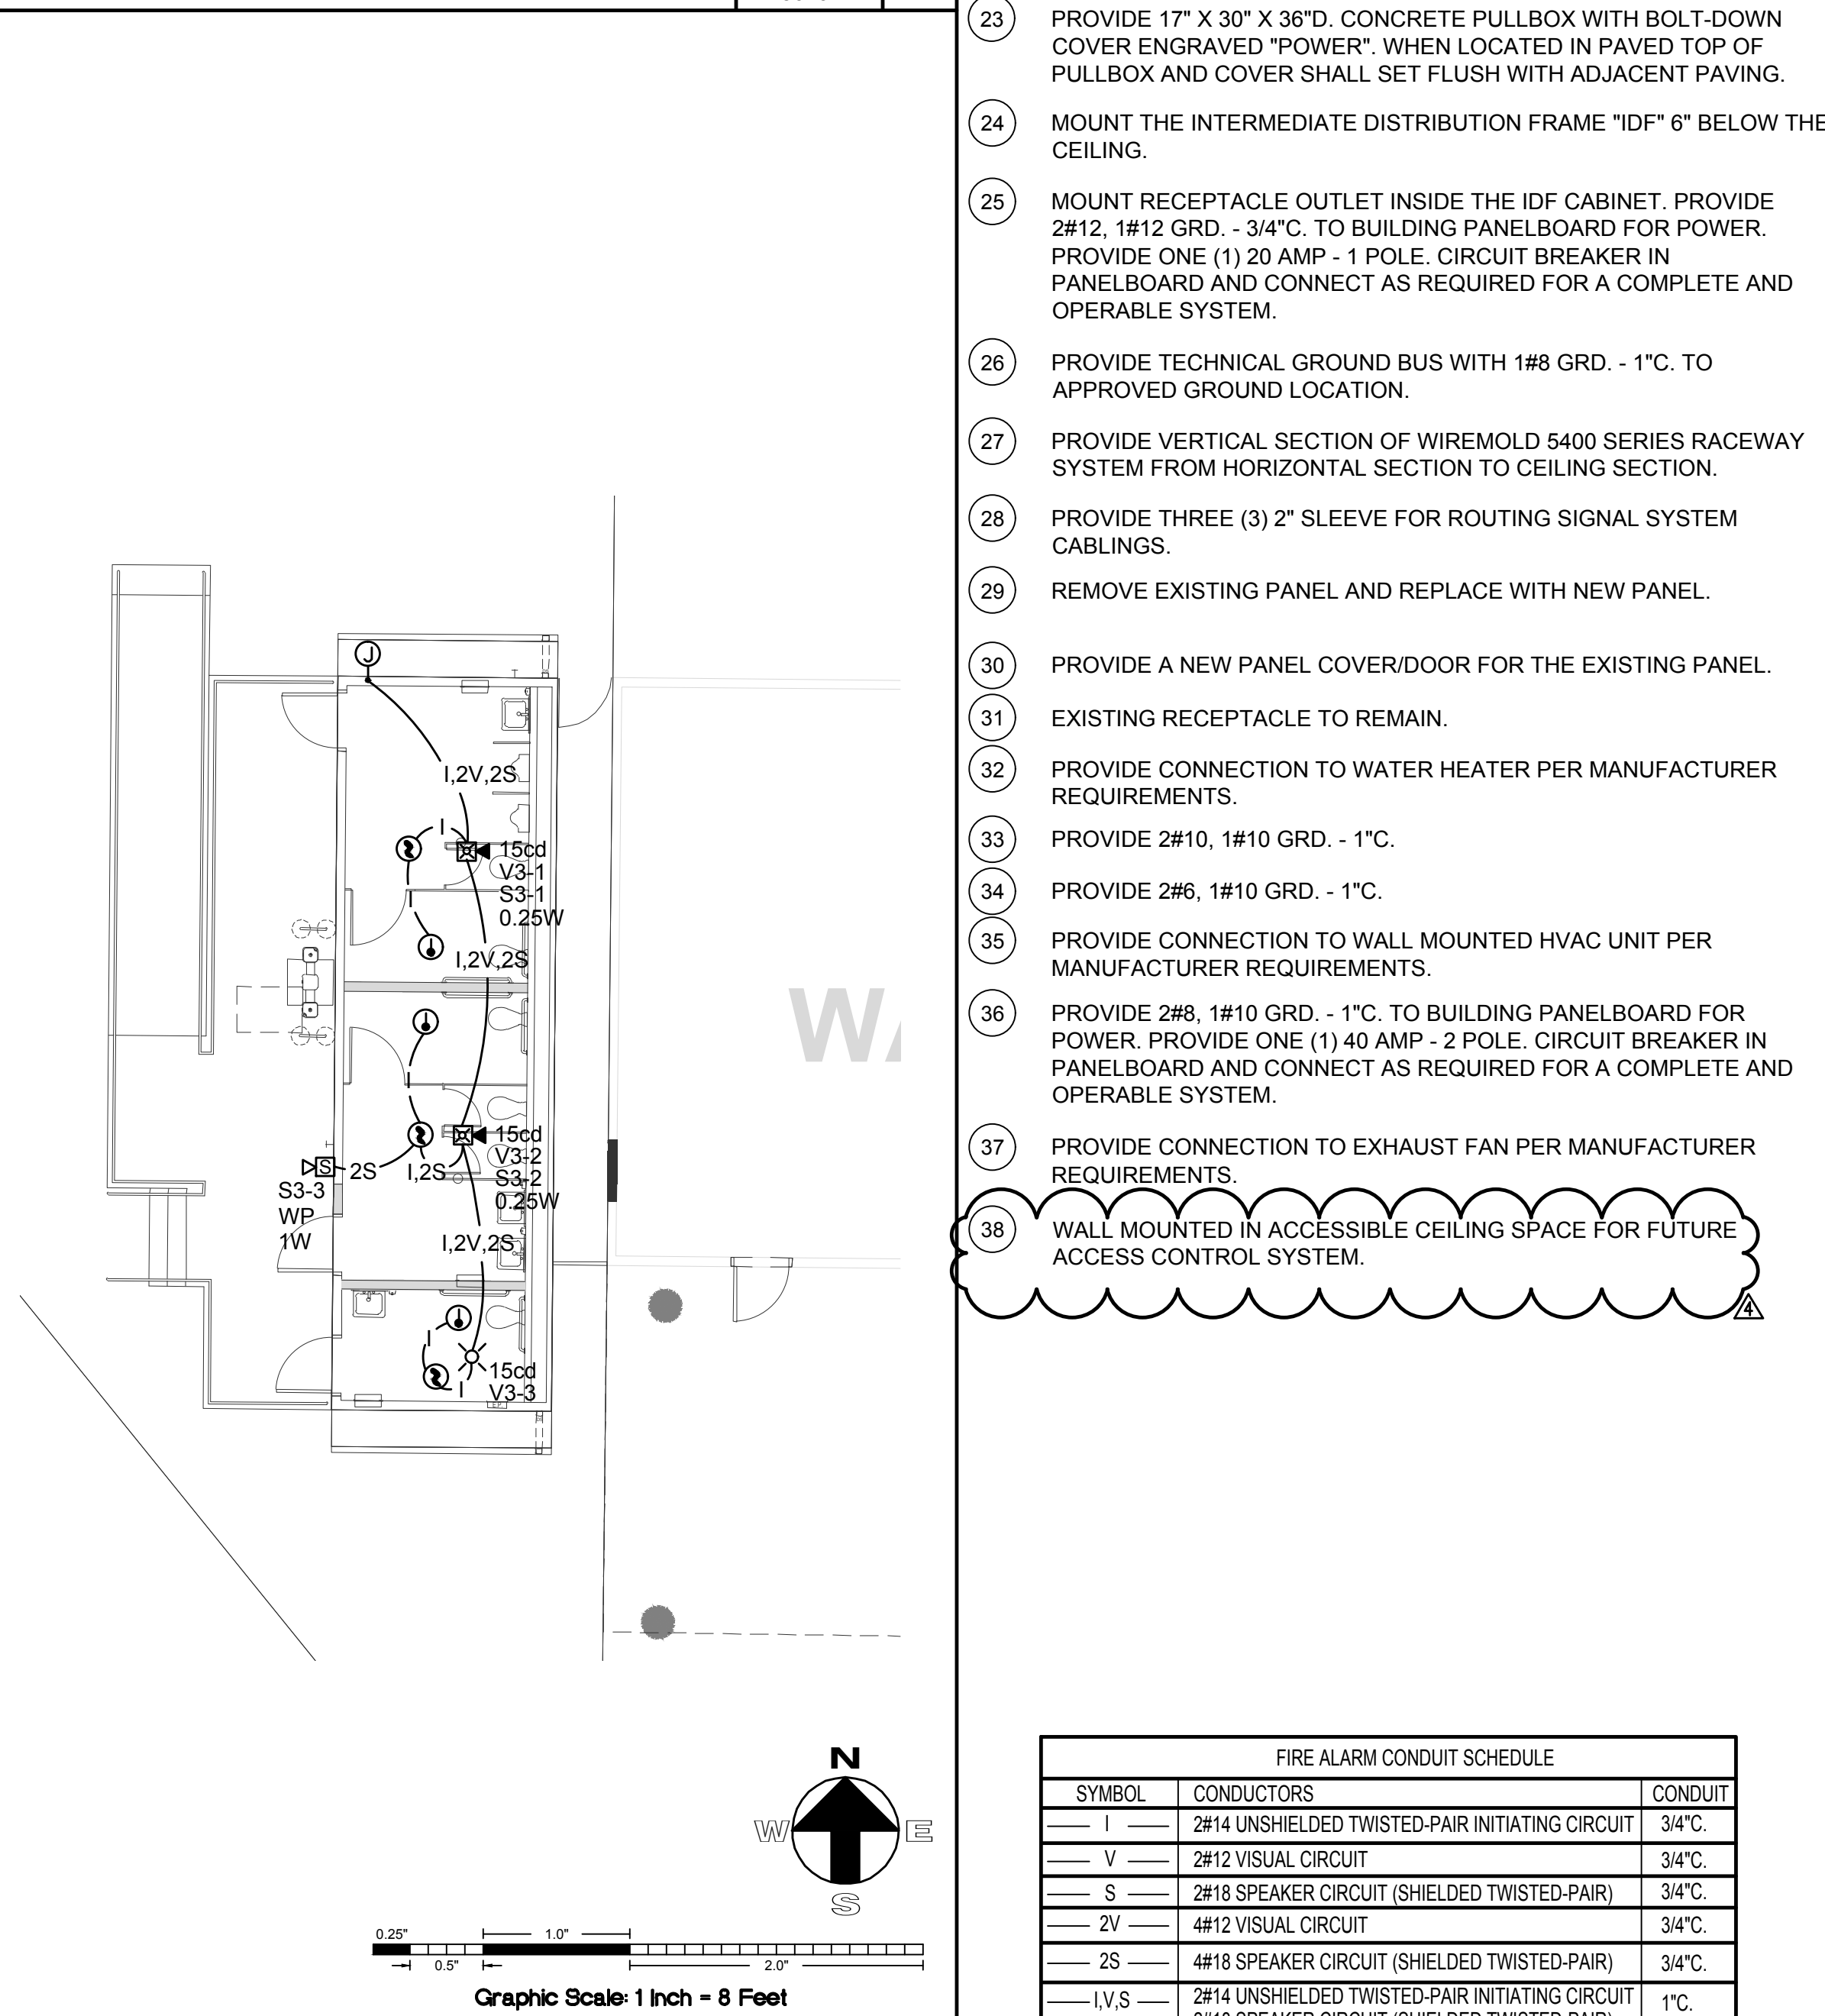 23 PROVIDE 17" X 30" X 36"D. CONCRETE PULLBOX WITH BOLT-DOWN
COVER ENGRAVED "POWER". WHEN LOCATED IN PAVED TOP OF
PULLBOX AND COVER SHALL SET FLUSH WITH ADJACENT PAVING.
24 MOUNT THE INTERMEDIATE DISTRIBUTION FRAME "IDF" 6" BELOW THE
CEILING.
25 MOUNT RECEPTACLE OUTLET INSIDE THE IDF CABINET. PROVIDE
2#12, 1#12 GRD. - 3/4"C. TO BUILDING PANELBOARD FOR POWER.
PROVIDE ONE (1) 20 AMP - 1 POLE. CIRCUIT BREAKER IN
PANELBOARD AND CONNECT AS REQUIRED FOR A COMPLETE AND
OPERABLE SYSTEM.
26 PROVIDE TECHNICAL GROUND BUS WITH 1#8 GRD. - 1"C. TO
APPROVED GROUND LOCATION.
27 PROVIDE VERTICAL SECTION OF WIREMOLD 5400 SERIES RACEWAY
SYSTEM FROM HORIZONTAL SECTION TO CEILING SECTION.
28 PROVIDE THREE (3) 2" SLEEVE FOR ROUTING SIGNAL SYSTEM
CABLINGS.
29 REMOVE EXISTING PANEL AND REPLACE WITH NEW PANEL.
30 PROVIDE A NEW PANEL COVER/DOOR FOR THE EXISTING PANEL.
31 EXISTING RECEPTACLE TO REMAIN.
32 PROVIDE CONNECTION TO WATER HEATER PER MANUFACTURER
REQUIREMENTS.
33 PROVIDE 2#10, 1#10 GRD. - 1"C.
34 PROVIDE 2#6, 1#10 GRD. - 1"C.
35 PROVIDE CONNECTION TO WALL MOUNTED HVAC UNIT PER
MANUFACTURER REQUIREMENTS.
36 PROVIDE 2#8, 1#10 GRD. - 1"C. TO BUILDING PANELBOARD FOR
POWER. PROVIDE ONE (1) 40 AMP - 2 POLE. CIRCUIT BREAKER IN
PANELBOARD AND CONNECT AS REQUIRED FOR A COMPLETE AND
OPERABLE SYSTEM.
37 PROVIDE CONNECTION TO EXHAUST FAN PER MANUFACTURER
REQUIREMENTS.
38 WALL MOUNTED IN ACCESSIBLE CEILING SPACE FOR FUTURE
ACCESS CONTROL SYSTEM.
4
J
I,2V,2S
I
15cd
V3-1
S3-1
0.25W
I
I,2V,2S
I
15cd
V3-2
S3-2
0.25W
S
2S
I,2S
S3-3
WP
1W
I,2V,2S
I
15cd
V3-3
I
N
W
E
S
0.25"
1.0"
0.5"
2.0"
Graphic Scale: 1 Inch = 8 Feet
FIRE ALARM CONDUIT SCHEDULE
SYMBOL CONDUCTORS CONDUIT
I 2#14 UNSHIELDED TWISTED-PAIR INITIATING CIRCUIT 3/4"C.
V 2#12 VISUAL CIRCUIT 3/4"C.
S 2#18 SPEAKER CIRCUIT (SHIELDED TWISTED-PAIR) 3/4"C.
2V 4#12 VISUAL CIRCUIT 3/4"C.
2S 4#18 SPEAKER CIRCUIT (SHIELDED TWISTED-PAIR) 3/4"C.
I,V,S 2#14 UNSHIELDED TWISTED-PAIR INITIATING CIRCUIT 1"C.